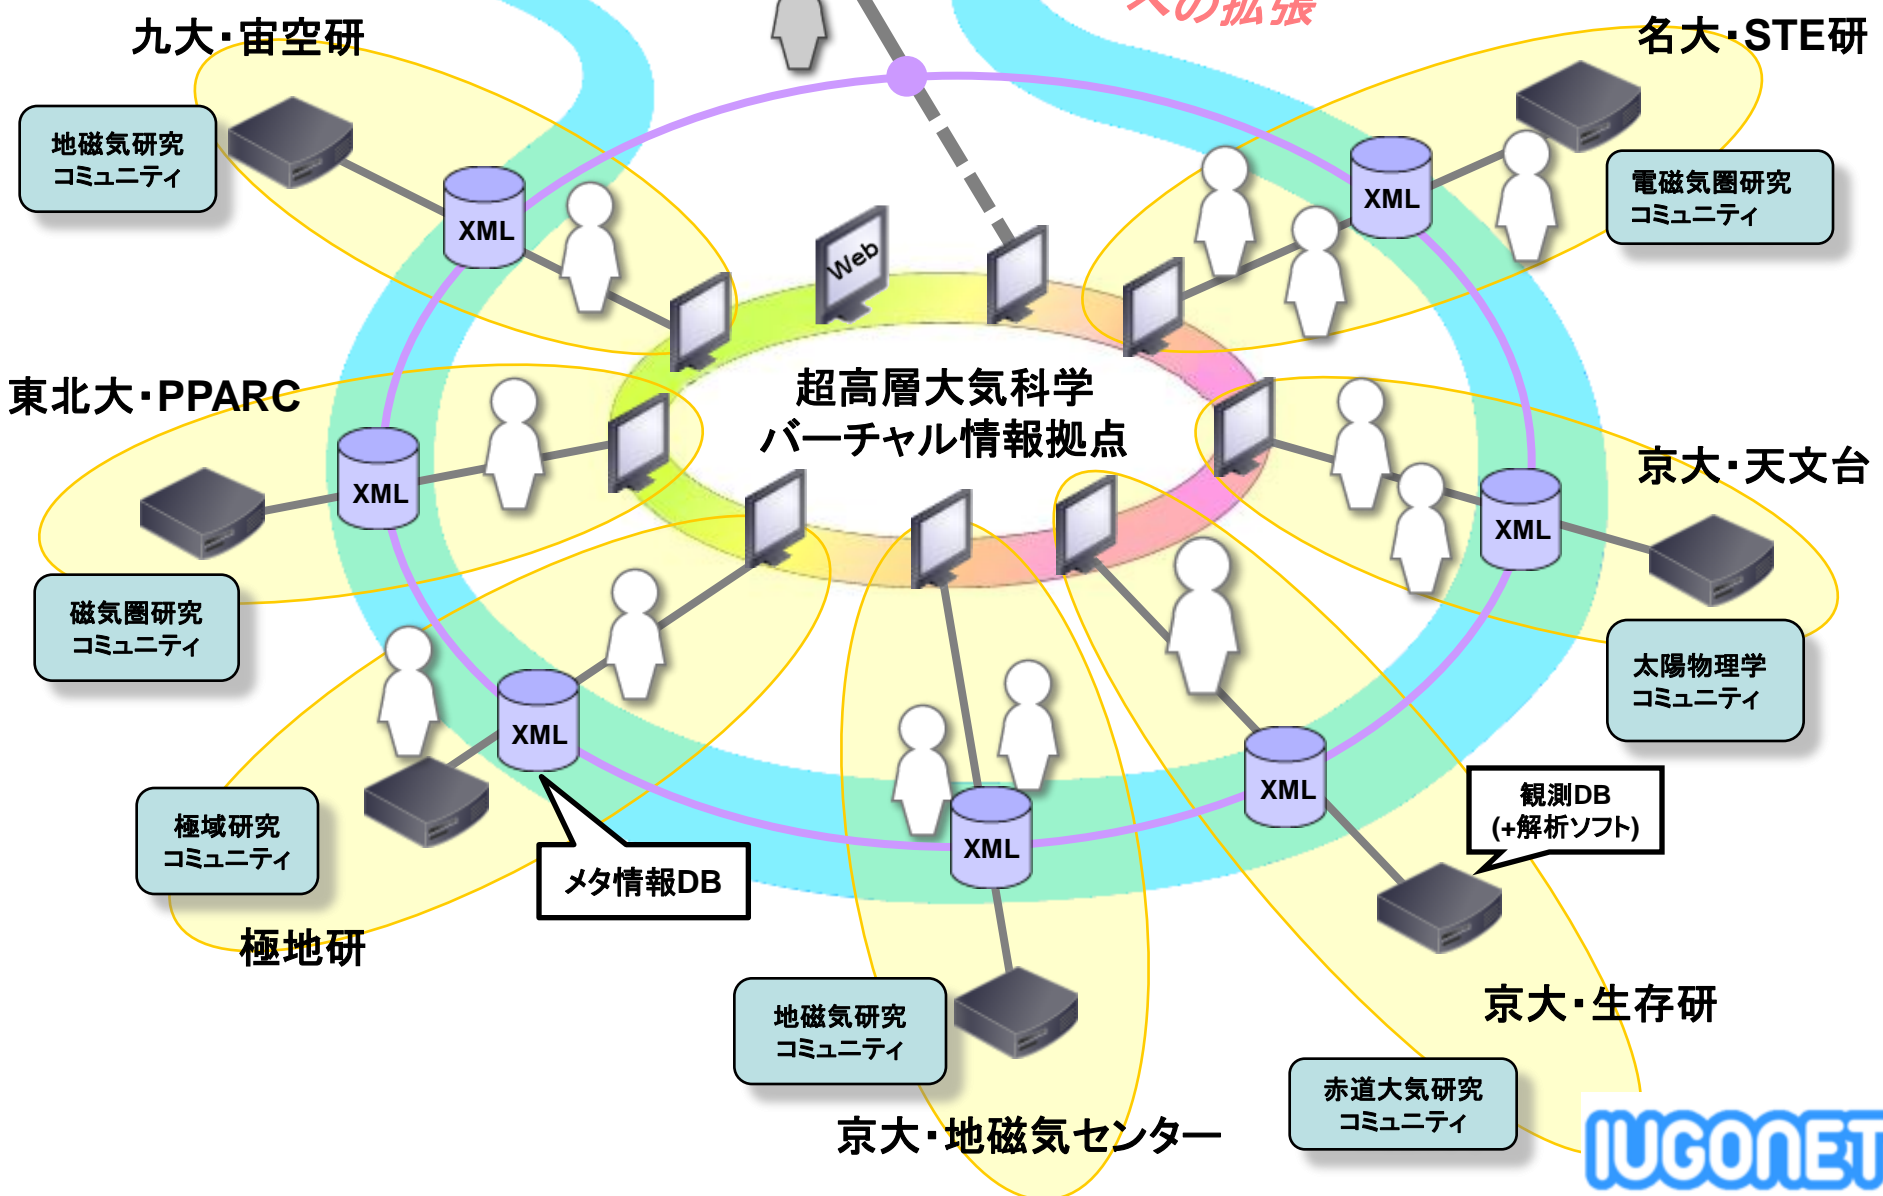 への拡張
九大・宙空研
名大・STE研
地磁気研究
コミュニティ
XML
XML
電磁気圏研究
コミュニティ
Web
超高層大気科学
バーチャル情報拠点
東北大・PPARC
XML
京大・天文台
XML
磁気圏研究
コミュニティ
太陽物理学
コミュニティ
XML
XML
観測DB
(+解析ソフト)
極域研究
コミュニティ
XML
メタ情報DB
極地研
京大・生存研
地磁気研究
コミュニティ
赤道大気研究
コミュニティ
京大・地磁気センター
IUGONET